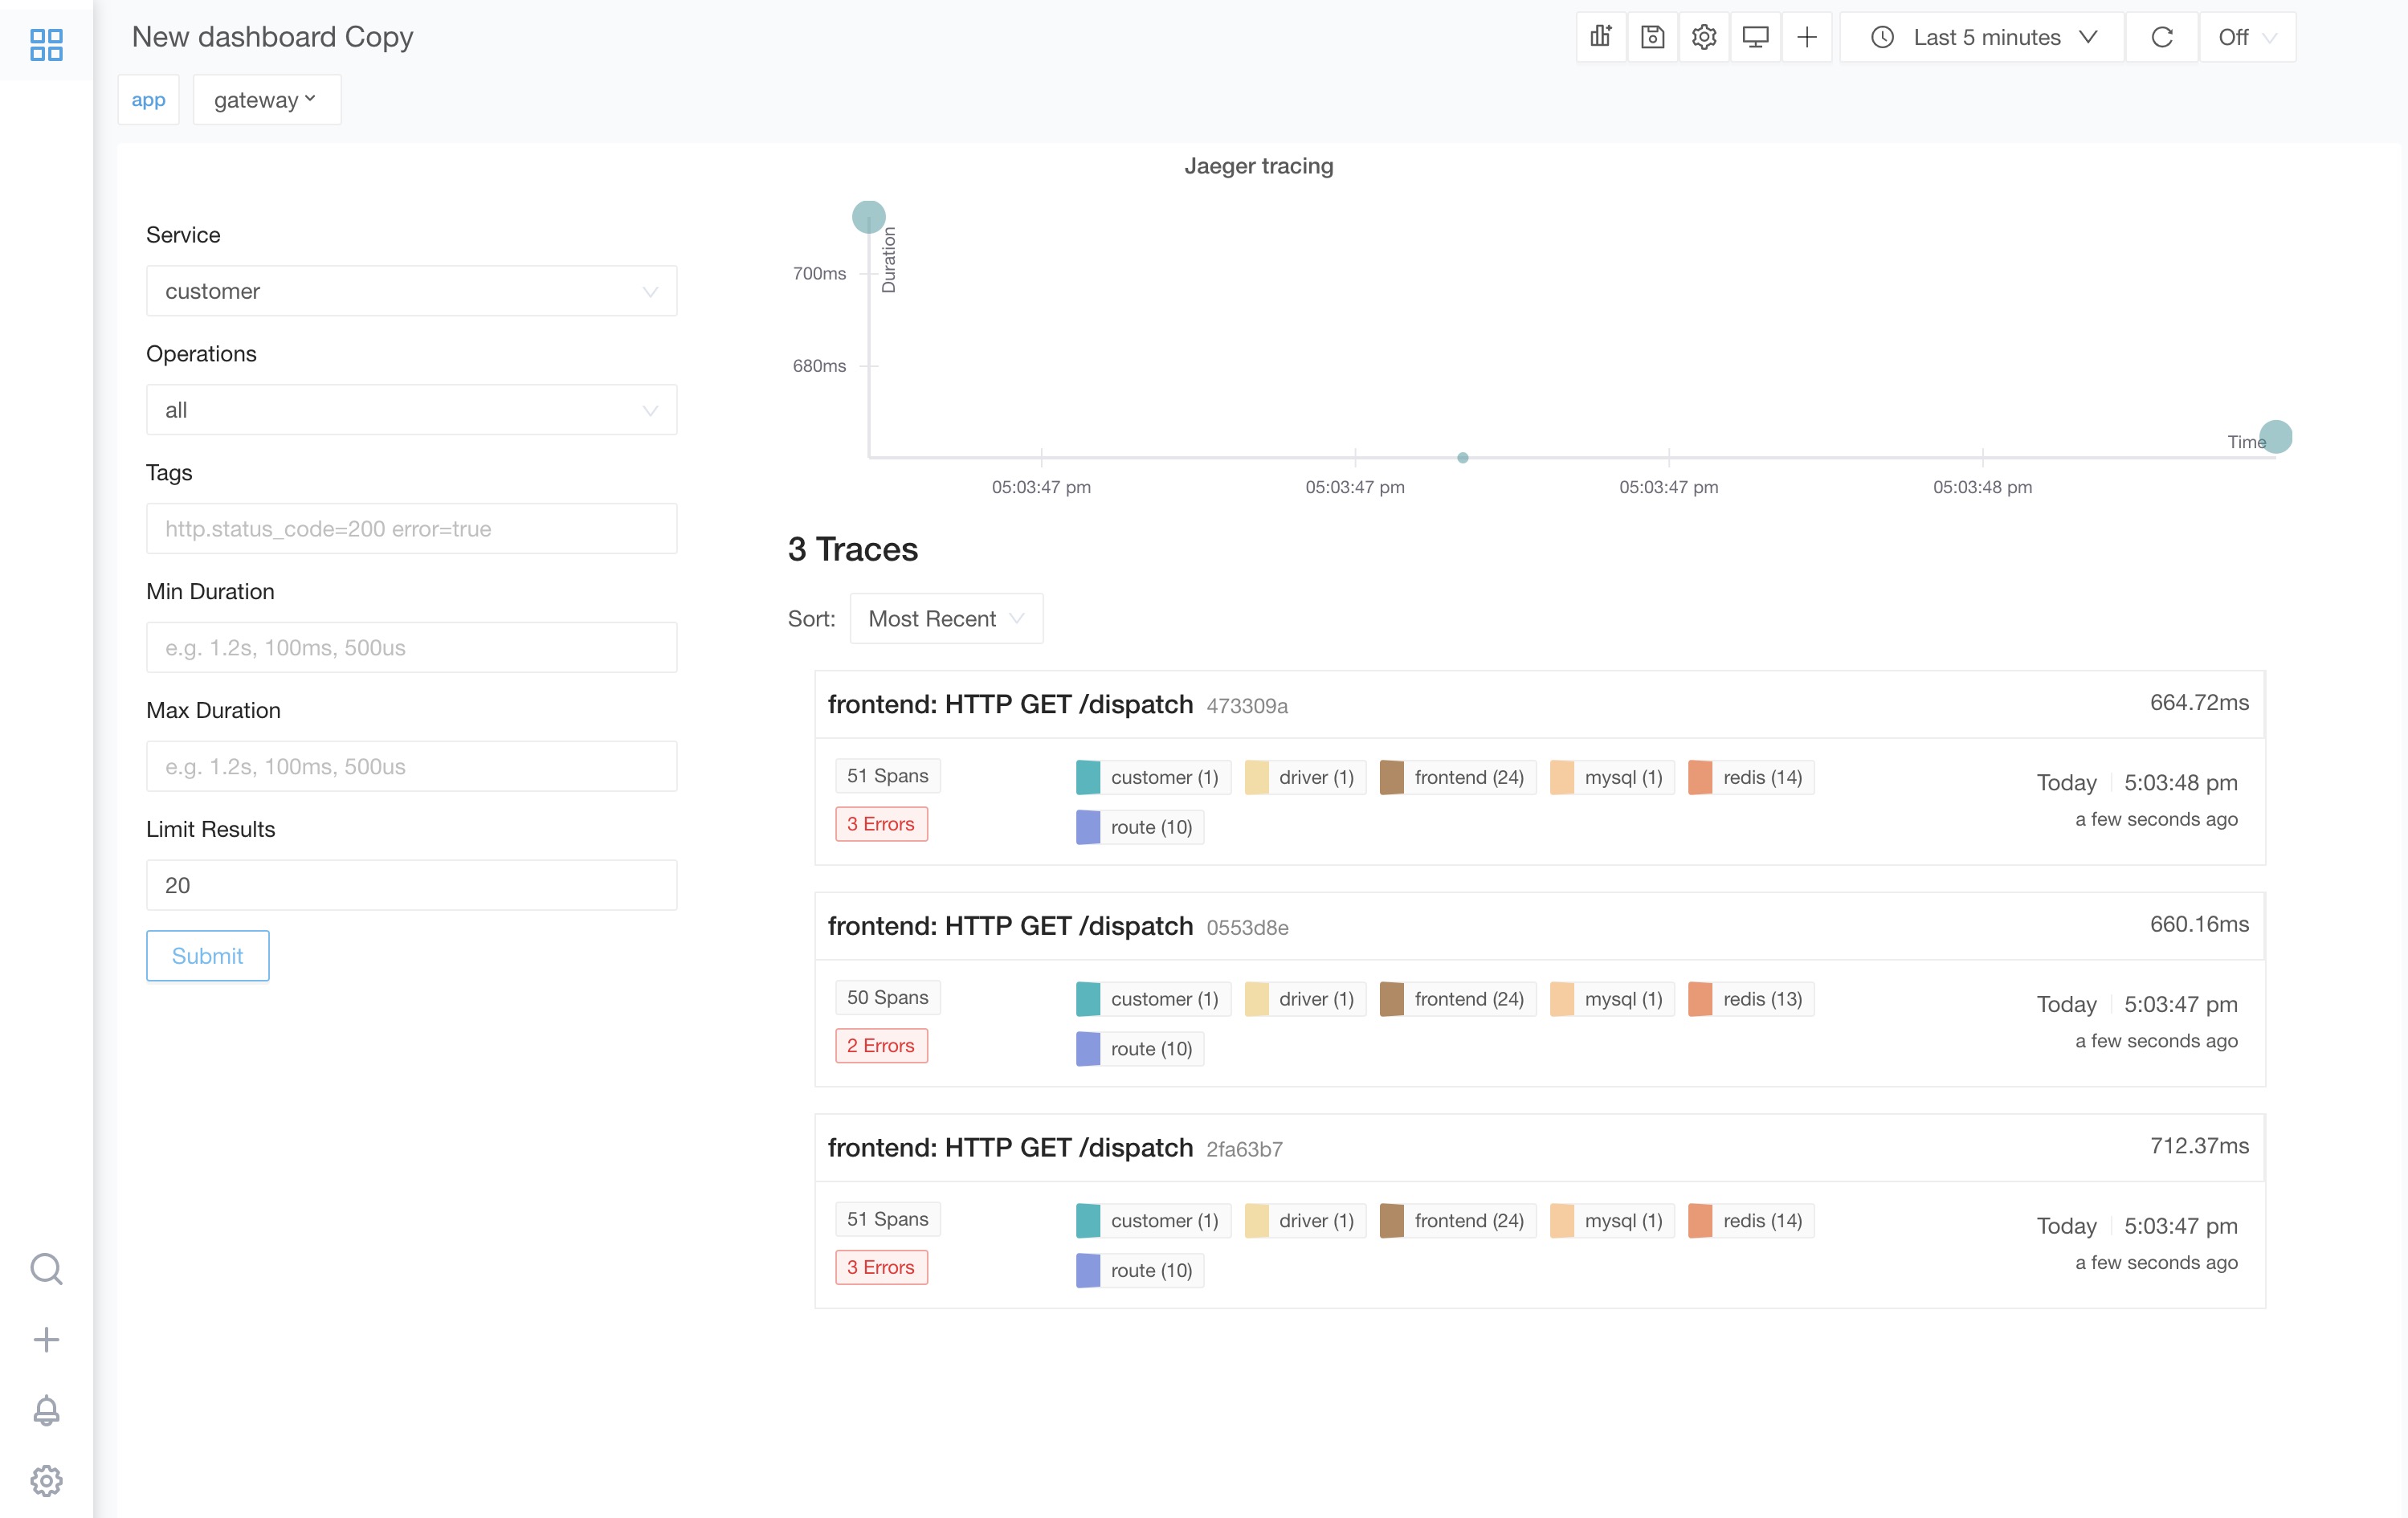 New dashboard Copy
Last 5 minutes
Off
app
gateway
Jaeger tracing
Service
customer
Operations
all
Tags
http.status_code=200 error=true
Min Duration
e.g. 1.2s, 100ms, 500us
Max Duration
e.g. 1.2s, 100ms, 500us
Limit Results
20
Submit
Duration
700ms
680ms
Time
05:03:47 pm
05:03:47 pm
05:03:47 pm
05:03:48 pm
3 Traces
Sort: Most Recent
frontend: HTTP GET /dispatch 473309a 664.72ms
51 Spans customer (1) driver (1) frontend (24) mysql (1) redis (14) Today 5:03:48 pm
3 Errors route (10) a few seconds ago
frontend: HTTP GET /dispatch 0553d8e 660.16ms
50 Spans customer (1) driver (1) frontend (24) mysql (1) redis (13) Today 5:03:47 pm
2 Errors route (10) a few seconds ago
frontend: HTTP GET /dispatch 2fa63b7 712.37ms
51 Spans customer (1) driver (1) frontend (24) mysql (1) redis (14) Today 5:03:47 pm
3 Errors route (10) a few seconds ago